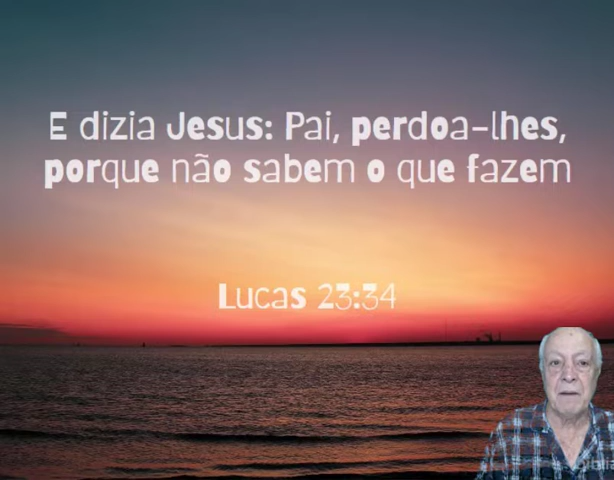 E dizia Jesus: Pai, perdoa-lhes,
porque não sabem o que fazem
Lucas 23:34